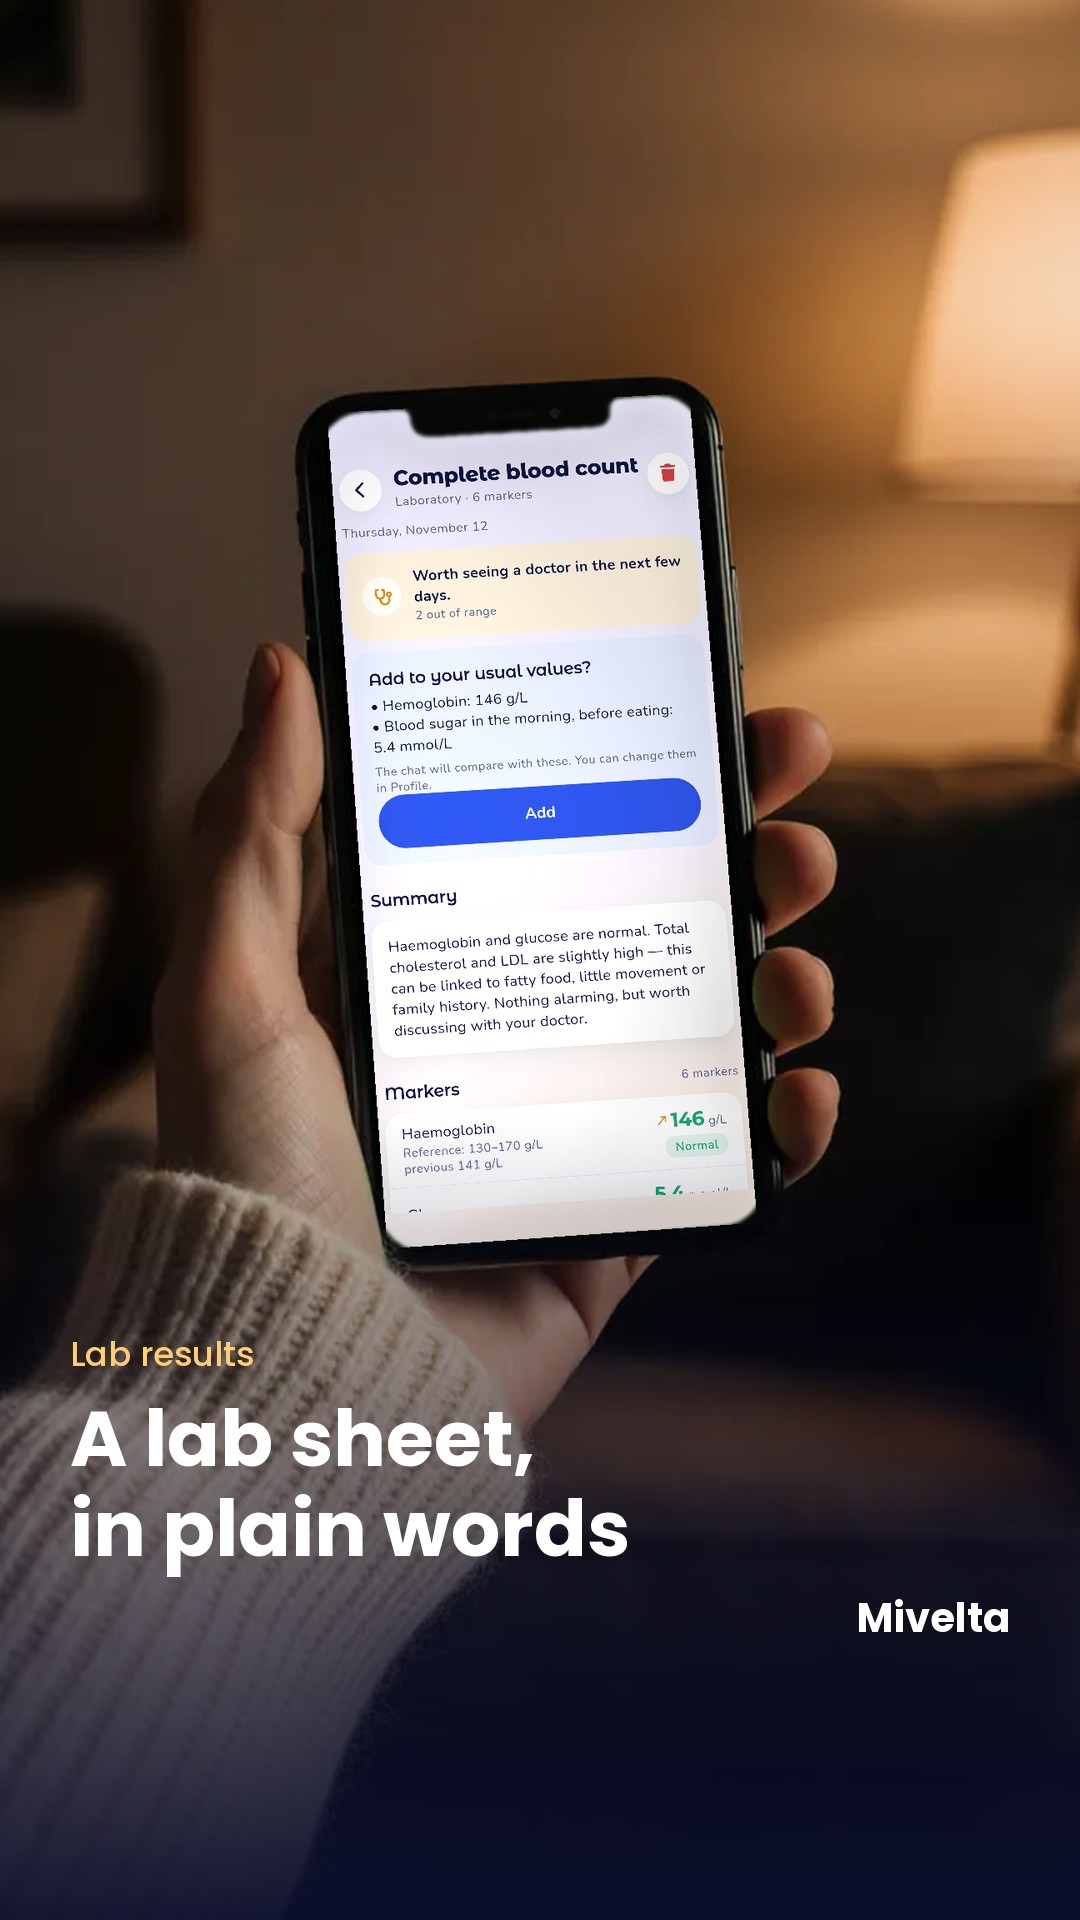 Complete blood count
Laboratory · 6 markers
Thursday, November 12
Worth seeing a doctor in the next few
days.
2 out of range
Add to your usual values?
• Hemoglobin: 146 g/L
• Blood sugar in the morning, before eating:
5.4 mmol/L
The chat will compare with these. You can change them
in Profile.
Add
Summary
Haemoglobin and glucose are normal. Total
cholesterol and LDL are slightly high — this
can be linked to fatty food, little movement or
family history. Nothing alarming, but worth
discussing with your doctor.
Markers
6 markers
Haemoglobin
↗ 146 g/L
Reference: 130–170 g/L
Normal
previous 141 g/L
5.4
Lab results
A lab sheet,
in plain words
Mivelta